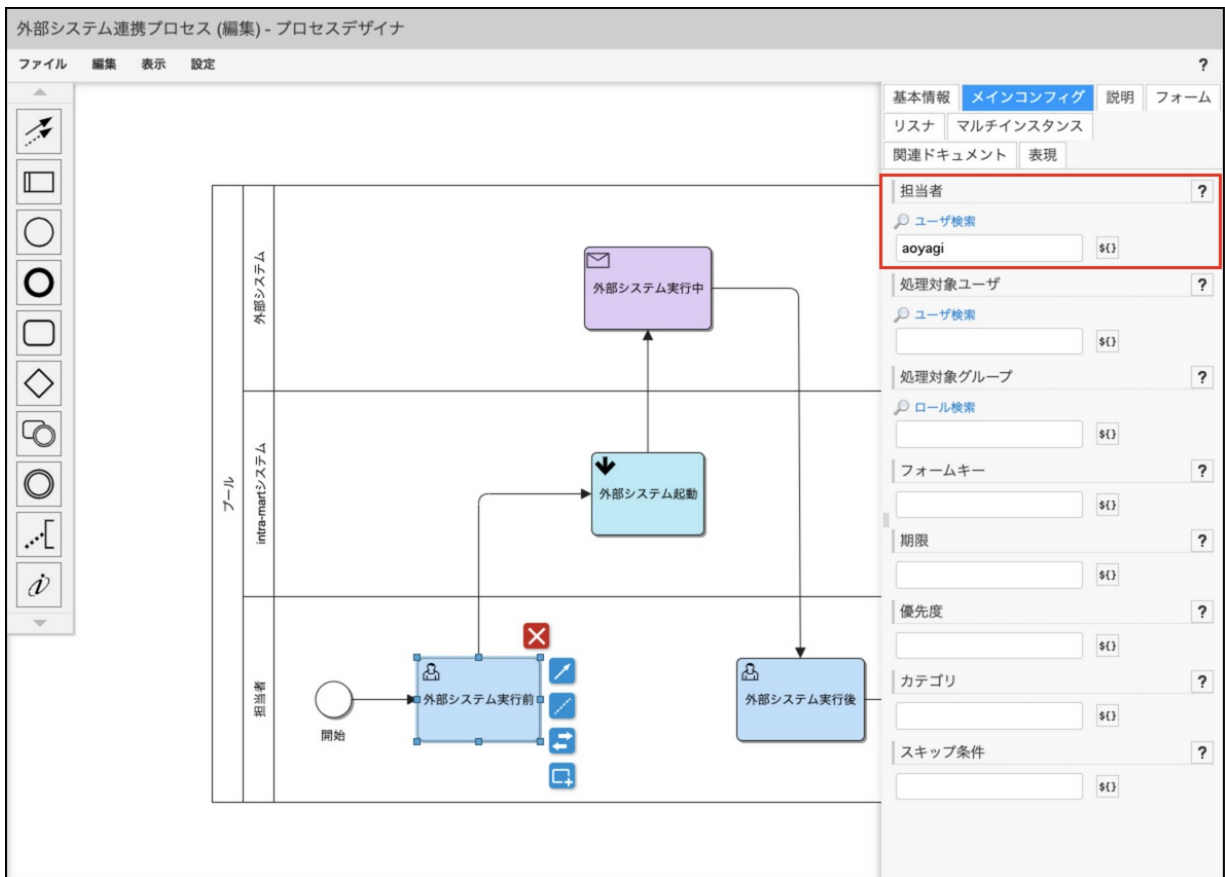 外部システム連携プロセス (編集) - プロセスデザイナ
ファイル 編集 表示 設定 ?
基本情報 メインコンフィグ 説明 フォーム
リスナ マルチインスタンス
関連ドキュメント 表現
担当者 ?
ユーザ検索
aoyagi ${}
処理対象ユーザ ?
ユーザ検索
${}
処理対象グループ ?
ロール検索
${}
フォームキー ?
${}
期限 ?
${}
優先度 ?
${}
カテゴリ ?
${}
スキップ条件 ?
${}
プール
外部システム
外部システム実行中
intra-martシステム
外部システム起動
担当者
開始
外部システム実行前
外部システム実行後